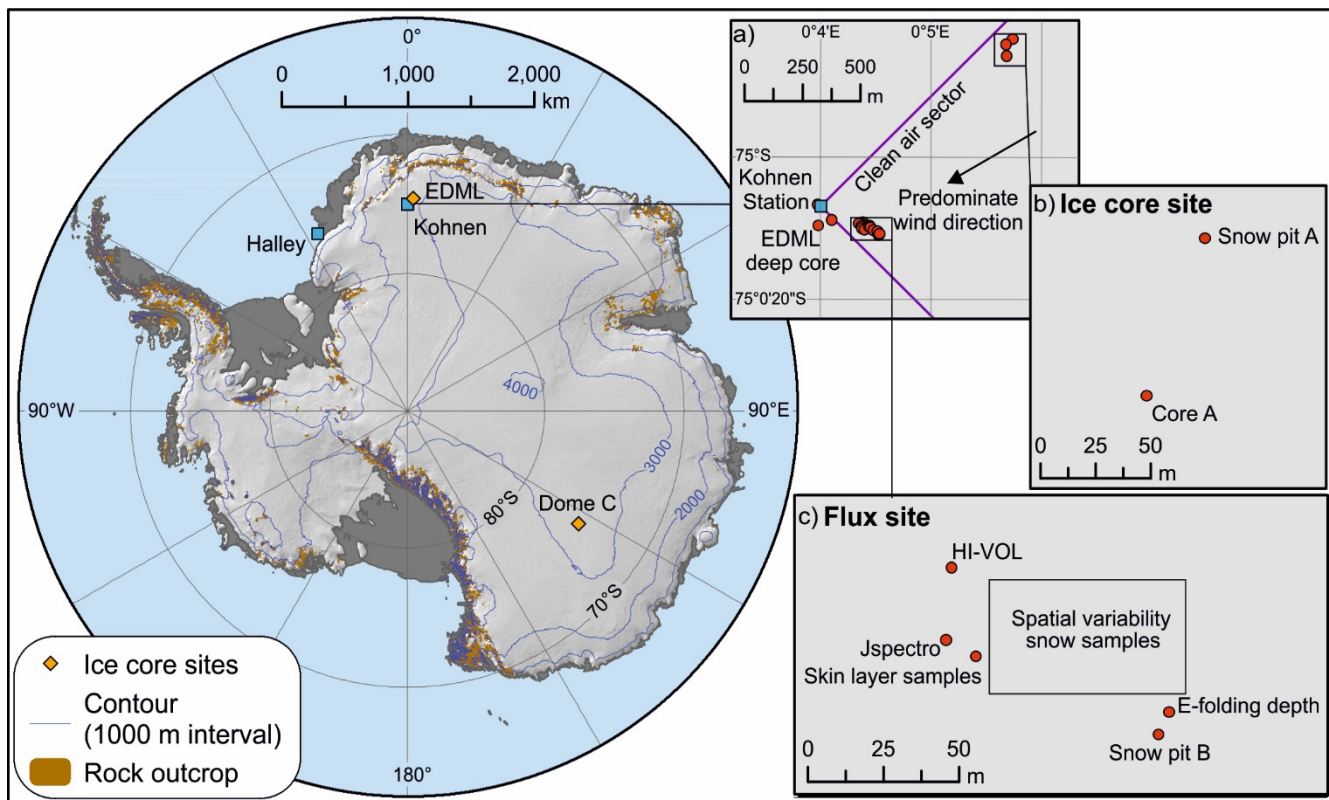 0°
0 1,000 2,000
km
EDML
Kohnen
Halley
90°W
90°E
4000
3000
2000
Dome C
80°S
70°S
180°
Ice core sites
Contour
(1000 m interval)
Rock outcrop
a)
0°4'E
0°5'E
0 250 500
m
Clean air sector
75°S
Kohnen
Station
Predominate
wind direction
EDML
deep core
75°0'20"S
b) Ice core site
Snow pit A
Core A
0 25 50
m
c) Flux site
HI-VOL
Spatial variability
snow samples
Jspectro
Skin layer samples
E-folding depth
Snow pit B
0 25 50
m